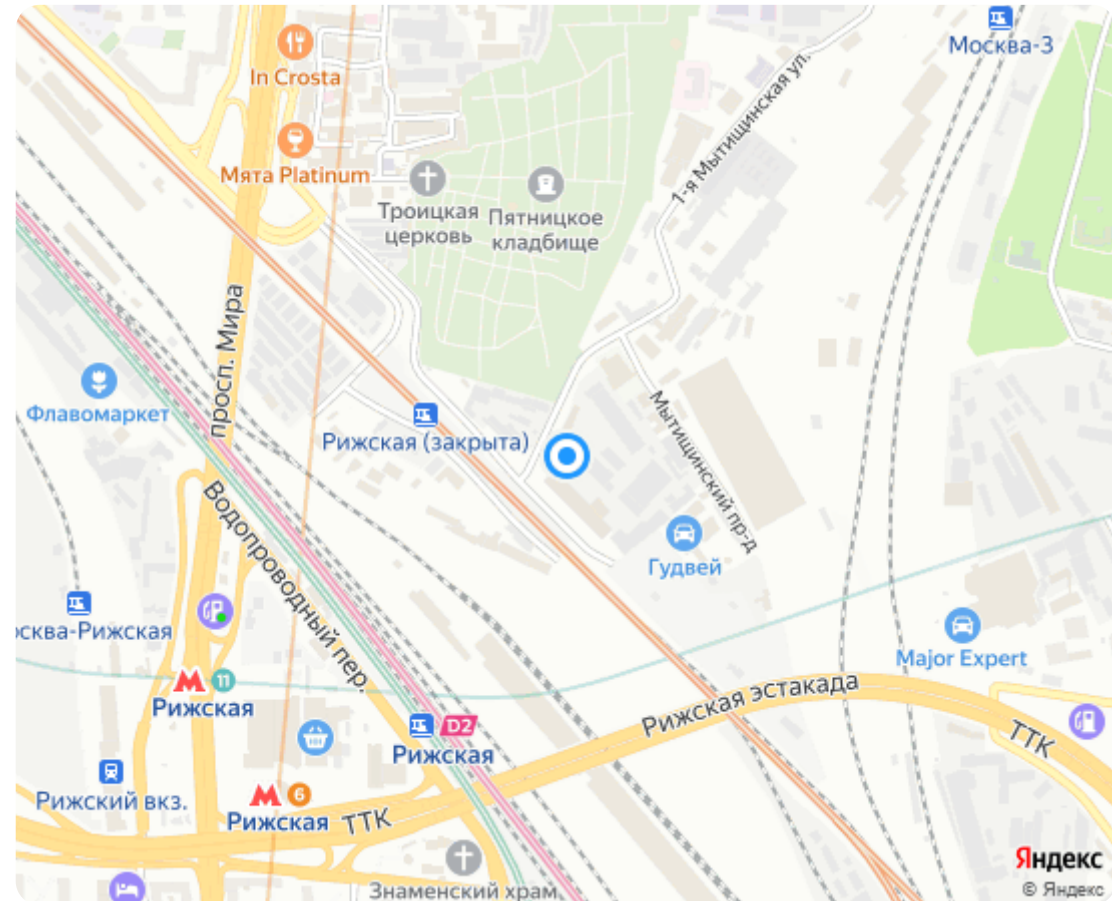 Москва-3
In Crosta
1-я Мытищинская ул.
Мята Platinum
Троицкая
церковь
Пятницкое
кладбище
просп. Мира
Флавомаркет
Рижская (закрыта)
Мытищинский пр-д
Водопроводный пер.
Гудвей
осква-Рижская
11
Рижская
Major Expert
Рижская эстакада
D2
Рижская
ТТК
Рижский вкз.
6
Рижская
ТТК
Знаменский храм
Яндекс
© Яндекс